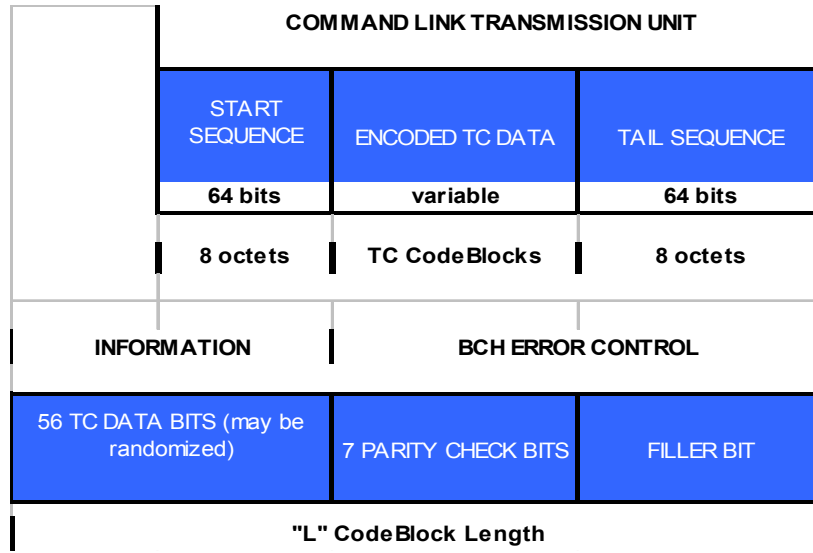 COMMAND LINK TRANSMISSION UNIT
START
SEQUENCE
ENCODED TC DATA
TAIL SEQUENCE
64 bits
variable
64 bits
8 octets
TC CodeBlocks
8 octets
INFORMATION
BCH ERROR CONTROL
56 TC DATA BITS (may be
randomized)
7 PARITY CHECK BITS
FILLER BIT
"L" CodeBlock Length